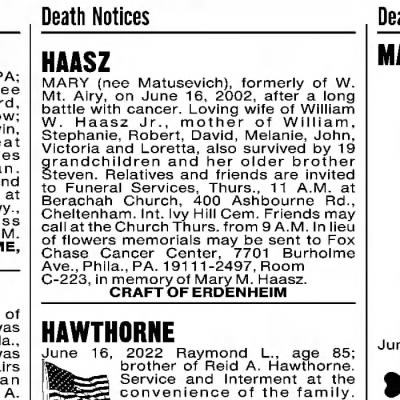 Death Notices
HAASZ
MARY (nee Matusevich), formerly of W.
Mt. Airy, on June 16, 2002, after a long
battle with cancer. Loving wife of William
W. Haasz Jr., mother of William,
Stephanie, Robert, David, Melanie, John,
Victoria and Loretta, also survived by 19
grandchildren and her older brother
Steven. Relatives and friends are invited
to Funeral Services, Thurs., 11 A.M. at
Berachah Church, 400 Ashbourne Rd.,
Cheltenham. Int. Ivy Hill Cem. Friends may
call at the Church Thurs. from 9 A.M. In lieu
of flowers memorials may be sent to Fox
Chase Cancer Center, 7701 Burholme
Ave., Phila., PA. 19111-2497, Room
C-223, in memory of Mary M. Haasz.
CRAFT OF ERDENHEIM
HAWTHORNE
June 16, 2022 Raymond L., age 85;
brother of Reid A. Hawthorne.
Service and Interment at the
convenience of the family.